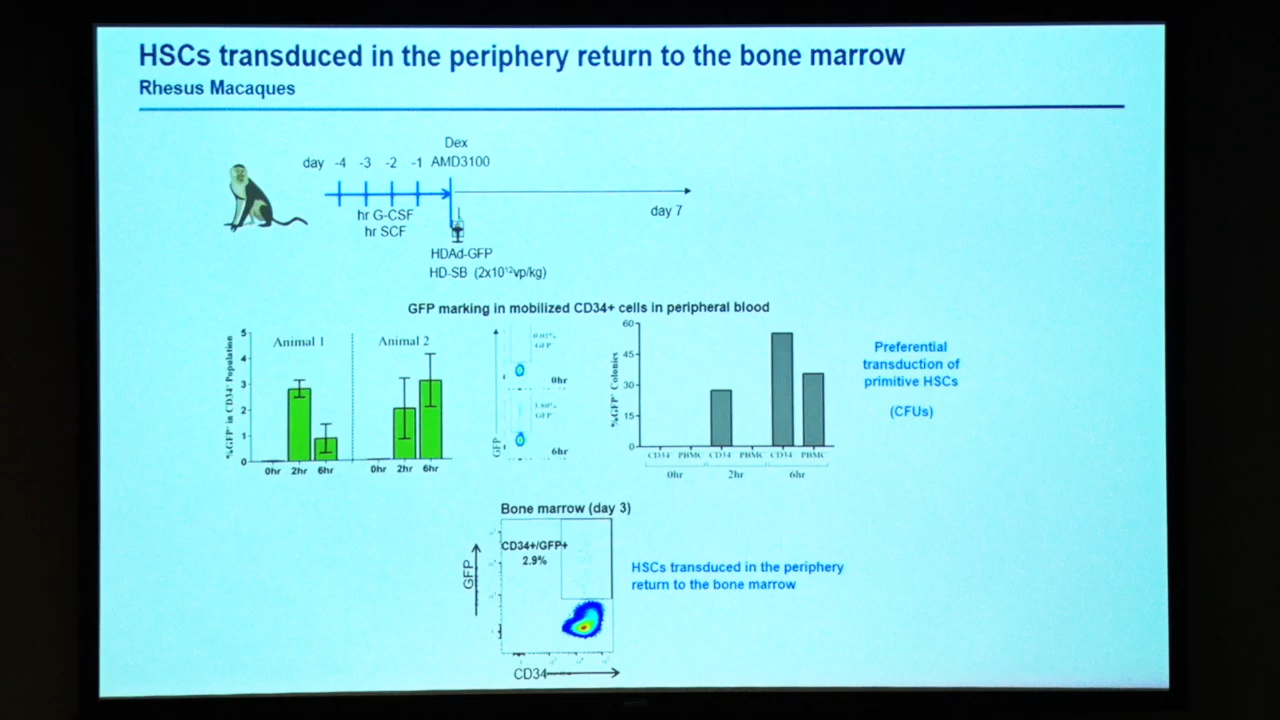 HSCs transduced in the periphery return to the bone marrow
Rhesus Macaques
Dex
day -4 -3 -2 -1 AMD3100
hr G-CSF
hr SCF
day 7
HDAd-GFP
HD-SB (2x10¹²vp/kg)
GFP marking in mobilized CD34+ cells in peripheral blood
%GFP⁺ in CD34⁺ Population
5
4
3
2
1
0
Animal 1
Animal 2
0hr 2hr 6hr
0hr 2hr 6hr
GFP
0.01%
GFP⁺
0hr
GFP⁺
6hr
%GFP⁺ Colonies
60
45
30
15
0
CD34⁺ PBMC CD34⁺ PBMC CD34⁺ PBMC
0hr 2hr 6hr
Preferential
transduction of
primitive HSCs
(CFUs)
Bone marrow (day 3)
CD34+/GFP+
2.9%
GFP
CD34
HSCs transduced in the periphery
return to the bone marrow